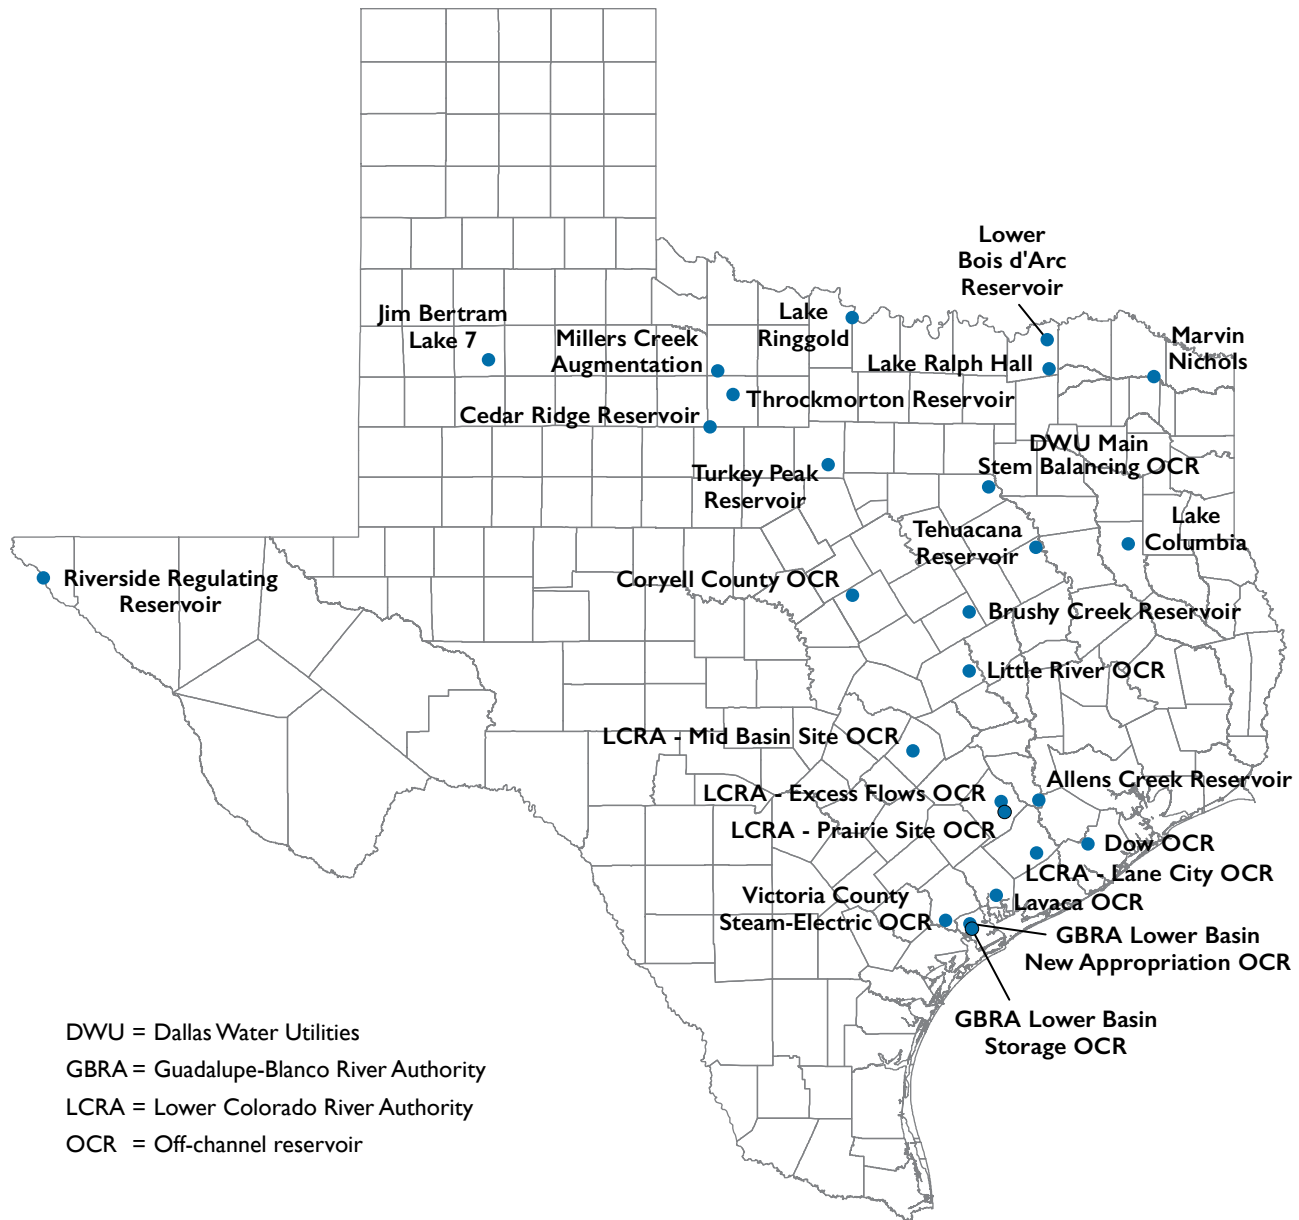 Lower
Bois d'Arc
Reservoir
Jim Bertram
Lake 7
Lake
Ringgold
Millers Creek
Augmentation
Marvin
Nichols
Lake Ralph Hall
Throckmorton Reservoir
Cedar Ridge Reservoir
DWU Main
Stem Balancing OCR
Turkey Peak
Reservoir
Tehuacana
Reservoir
Lake
Columbia
Riverside Regulating
Reservoir
Coryell County OCR
Brushy Creek Reservoir
Little River OCR
LCRA - Mid Basin Site OCR
Allens Creek Reservoir
LCRA - Excess Flows OCR
LCRA - Prairie Site OCR
Dow OCR
LCRA - Lane City OCR
Victoria County
Steam-Electric OCR
Lavaca OCR
GBRA Lower Basin
New Appropriation OCR
GBRA Lower Basin
Storage OCR
DWU = Dallas Water Utilities
GBRA = Guadalupe-Blanco River Authority
LCRA = Lower Colorado River Authority
OCR = Off-channel reservoir